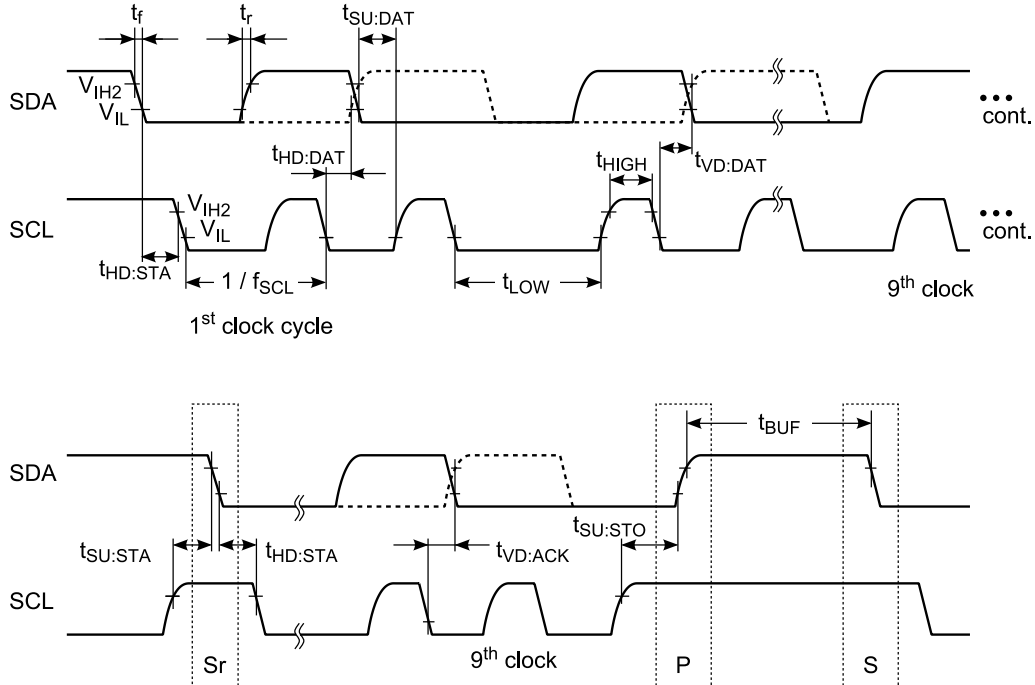 tf tr tSU:DAT
SDA VIH2
VIL
••• cont.
tHD:DAT tHIGH tVD:DAT
SCL VIH2
VIL
••• cont.
tHD:STA 1 / fSCL tLOW 9th clock
1st clock cycle
tBUF
SDA
tSU:STA tHD:STA tVD:ACK tSU:STO
SCL
Sr 9th clock P S